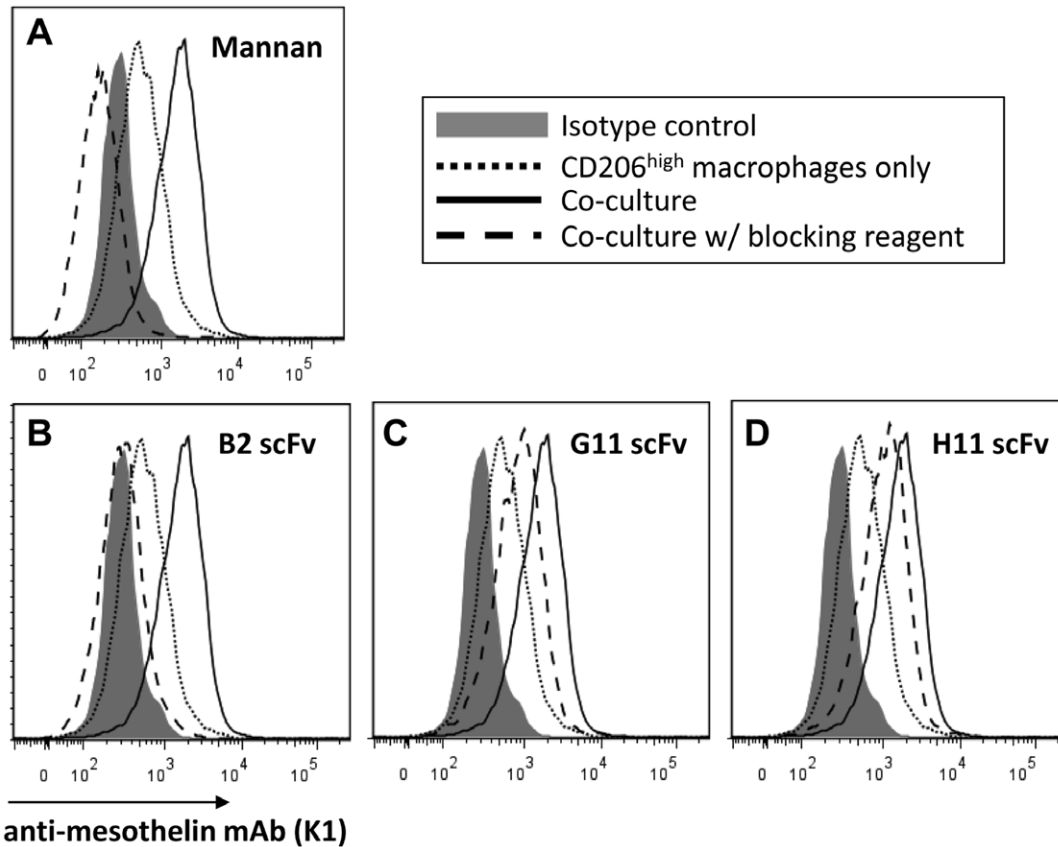 A
Mannan
0 10² 10³ 10⁴ 10⁵
Isotype control
CD206ʰⁱᵍʰ macrophages only
Co-culture
Co-culture w/ blocking reagent
B
B2 scFv
0 10² 10³ 10⁴ 10⁵
C
G11 scFv
0 10² 10³ 10⁴ 10⁵
D
H11 scFv
0 10² 10³ 10⁴ 10⁵
anti-mesothelin mAb (K1)